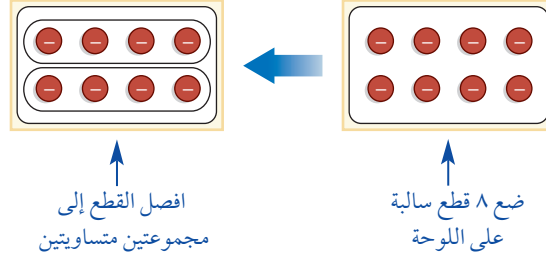 ضع ٨ قطع سالبة
على اللوحة
افصل القطع إلى
مجموعتين متساويتين